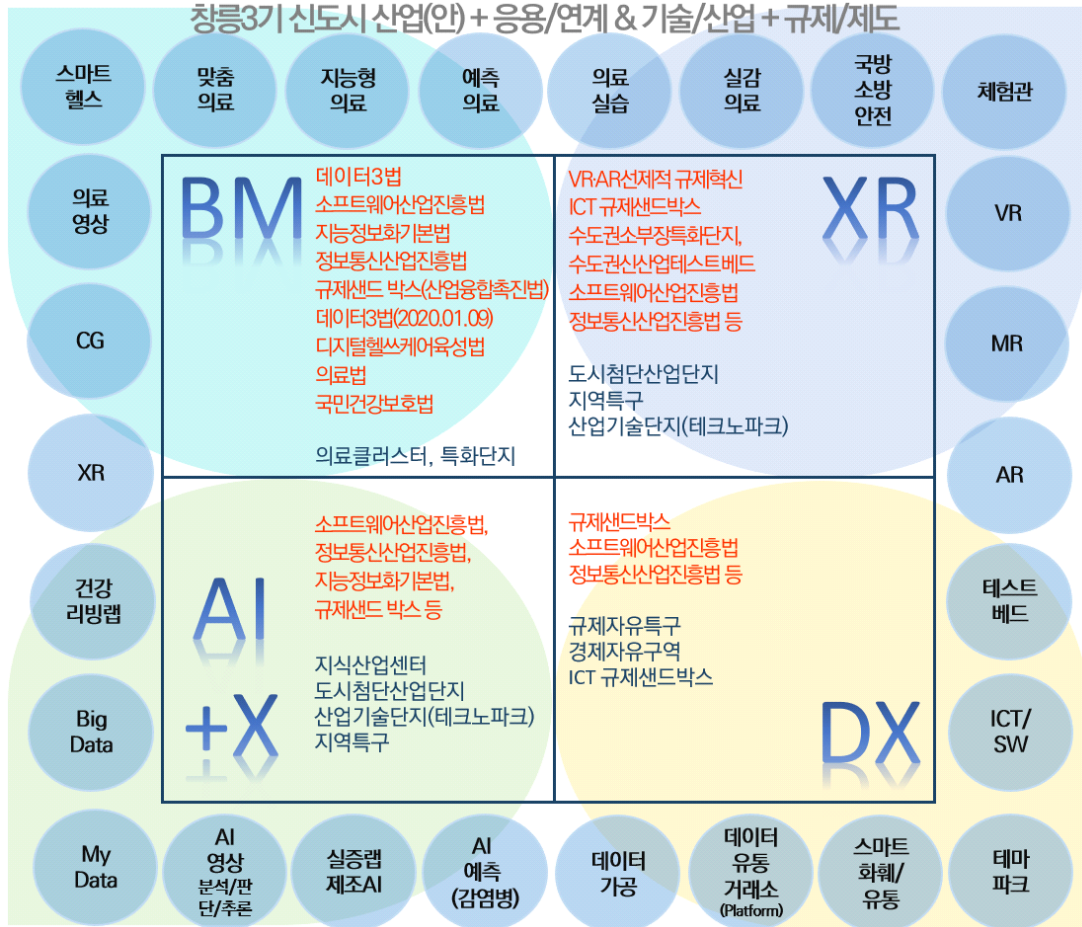 창릉3기 신도시 산업(안) + 응용/연계 & 기술/산업 + 규제/제도
스마트
헬스
맞춤
의료
지능형
의료
예측
의료
의료
실습
실감
의료
국방
소방
안전
체험관
의료
영상
CG
XR
건강
리빙랩
Big
Data
BM
데이터3법
소프트웨어산업진흥법
지능정보화기본법
정보통신산업진흥법
규제샌드 박스(산업융합촉진법)
데이터3법(2020.01.09)
디지털헬쓰케어육성법
의료법
국민건강보호법
의료클러스터, 특화단지
XR
VR·AR선제적 규제혁신
ICT 규제샌드박스
수도권소부장특화단지,
수도권신산업테스트베드
소프트웨어산업진흥법
정보통신산업진흥법 등
도시첨단산업단지
지역특구
산업기술단지(테크노파크)
AI
+X
소프트웨어산업진흥법,
정보통신산업진흥법,
지능정보화기본법,
규제샌드 박스 등
지식산업센터
도시첨단산업단지
산업기술단지(테크노파크)
지역특구
규제샌드박스
소프트웨어산업진흥법
정보통신산업진흥법 등
규제자유특구
경제자유구역
ICT 규제샌드박스
DX
VR
MR
AR
테스트
베드
ICT/
SW
My
Data
AI
영상
분석/판
단/추론
실증랩
제조AI
AI
예측
(감염병)
데이터
가공
데이터
유통
거래소
(Platform)
스마트
화훼/
유통
테마
파크